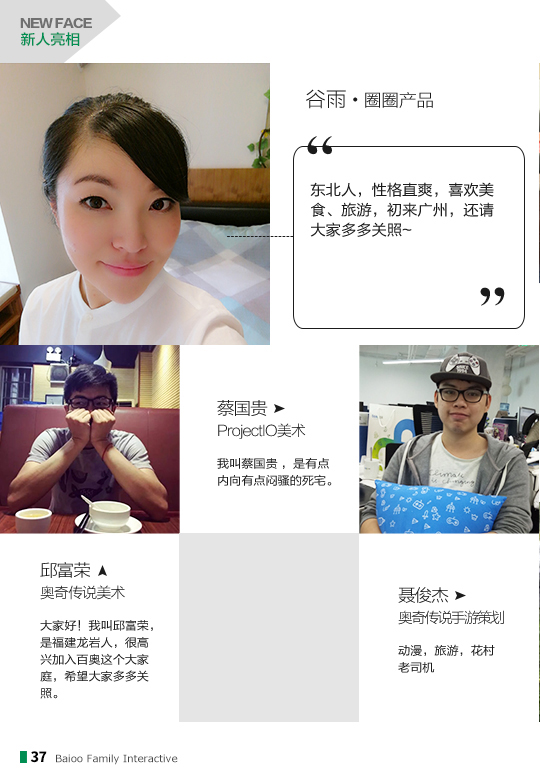 NEW FACE
新人亮相
谷雨·圈圈产品
“
东北人，性格直爽，喜欢美
食、旅游，初来广州，还请
大家多多关照~
”
蔡国贵
ProjectIO美术
我叫蔡国贵 ，是有点
内向有点闷骚的死宅。
邱富荣
奥奇传说美术
大家好！我叫邱富荣，
是福建龙岩人，很高
兴加入百奥这个大家
庭，希望大家多多关
照。
聂俊杰
奥奇传说手游策划
动漫，旅游，花村
老司机
37 Baioo Family Interactive